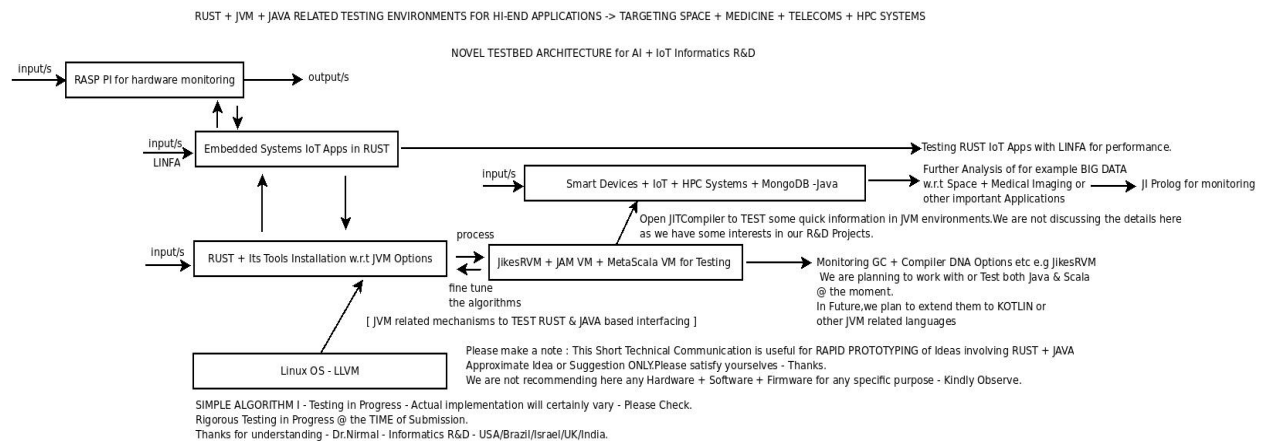 RUST + JVM + JAVA RELATED TESTING ENVIRONMENTS FOR HI-END APPLICATIONS -> TARGETING SPACE + MEDICINE + TELECOMS + HPC SYSTEMS
NOVEL TESTBED ARCHITECTURE for AI + IoT Informatics R&D
input/s
RASP PI for hardware monitoring
output/s
input/s
LINFA
Embedded Systems IoT Apps in RUST
Testing RUST IoT Apps with LINFA for performance.
input/s
Smart Devices + IoT + HPC Systems + MongoDB -Java
Further Analysis of for example BIG DATA
w.r.t Space + Medical Imaging or
other important Applications
JI Prolog for monitoring
Open JITCompiler to TEST some quick information in JVM environments.We are not discussing the details here
as we have some interests in our R&D Projects.
input/s
RUST + Its Tools Installation w.r.t JVM Options
process
fine tune
the algorithms
JikesRVM + JAM VM + MetaScala VM for Testing
Monitoring GC + Compiler DNA Options etc e.g JikesRVM
We are planning to work with or Test both Java & Scala
@ the moment.
In Future,we plan to extend them to KOTLIN or
other JVM related languages
[ JVM related mechanisms to TEST RUST & JAVA based interfacing ]
Linux OS - LLVM
Please make a note : This Short Technical Communication is useful for RAPID PROTOTYPING of Ideas involving RUST + JAVA
Approximate Idea or Suggestion ONLY.Please satisfy yourselves - Thanks.
We are not recommending here any Hardware + Software + Firmware for any specific purpose - Kindly Observe.
SIMPLE ALGORITHM I - Testing in Progress - Actual implementation will certainly vary - Please Check.
Rigorous Testing in Progress @ the TIME of Submission.
Thanks for understanding - Dr.Nirmal - Informatics R&D - USA/Brazil/Israel/UK/India.